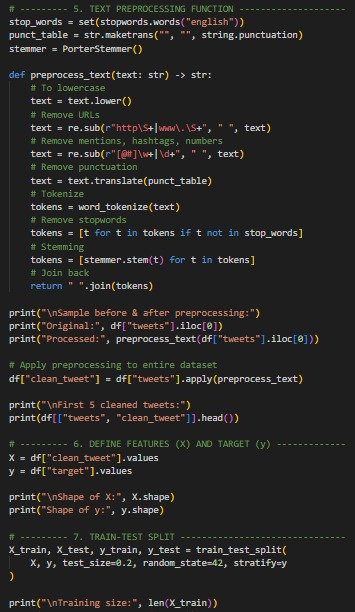 # --------- 5. TEXT PREPROCESSING FUNCTION --------------------
stop_words = set(stopwords.words("english"))
punct_table = str.maketrans("", "", string.punctuation)
stemmer = PorterStemmer()
def preprocess_text(text: str) -> str:
    # To lowercase
    text = text.lower()
    # Remove URLs
    text = re.sub(r"http\S+|www\.\S+", " ", text)
    # Remove mentions, hashtags, numbers
    text = re.sub(r"[@#]\w+|\d+", " ", text)
    # Remove punctuation
    text = text.translate(punct_table)
    # Tokenize
    tokens = word_tokenize(text)
    # Remove stopwords
    tokens = [t for t in tokens if t not in stop_words]
    # Stemming
    tokens = [stemmer.stem(t) for t in tokens]
    # Join back
    return " ".join(tokens)
print("\nSample before & after preprocessing:")
print("Original:", df["tweets"].iloc[0])
print("Processed:", preprocess_text(df["tweets"].iloc[0]))
# Apply preprocessing to entire dataset
df["clean_tweet"] = df["tweets"].apply(preprocess_text)
print("\nFirst 5 cleaned tweets:")
print(df[["tweets", "clean_tweet"]].head())
# --------- 6. DEFINE FEATURES (X) AND TARGET (y) -------------
X = df["clean_tweet"].values
y = df["target"].values
print("\nShape of X:", X.shape)
print("Shape of y:", y.shape)
# --------- 7. TRAIN-TEST SPLIT -------------------------------
X_train, X_test, y_train, y_test = train_test_split(
    X, y, test_size=0.2, random_state=42, stratify=y
)
print("\nTraining size:", len(X_train))